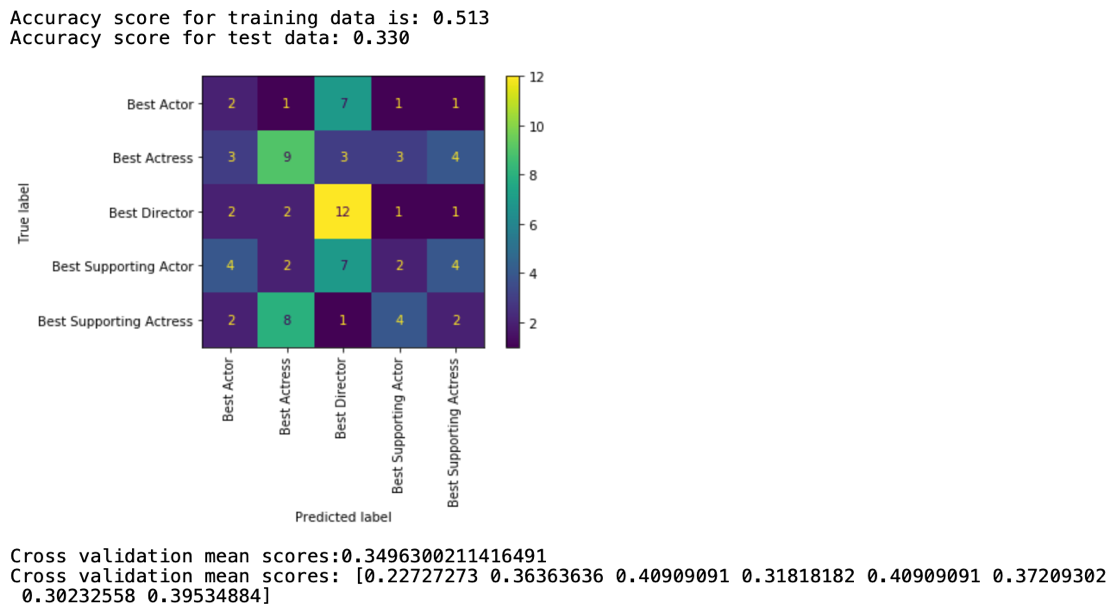 Accuracy score for training data is: 0.513
Accuracy score for test data: 0.330
12
Best Actor 2 1 7 1 1
10
Best Actress 3 9 3 3 4
8
Best Director 2 2 12 1 1
6
Best Supporting Actor 4 2 7 2 4
4
Best Supporting Actress 2 8 1 4 2
2
True label
Best Actor
Best Actress
Best Director
Best Supporting Actor
Best Supporting Actress
Predicted label
Cross validation mean scores:0.3496300211416491
Cross validation mean scores: [0.22727273 0.36363636 0.40909091 0.31818182 0.40909091 0.37209302
0.30232558 0.39534884]